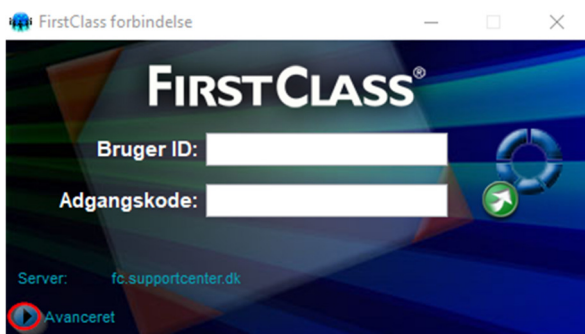 FirstClass forbindelse
FIRSTCLASS®
Bruger ID:
Adgangskode:
Server: fc.supportcenter.dk
Avanceret